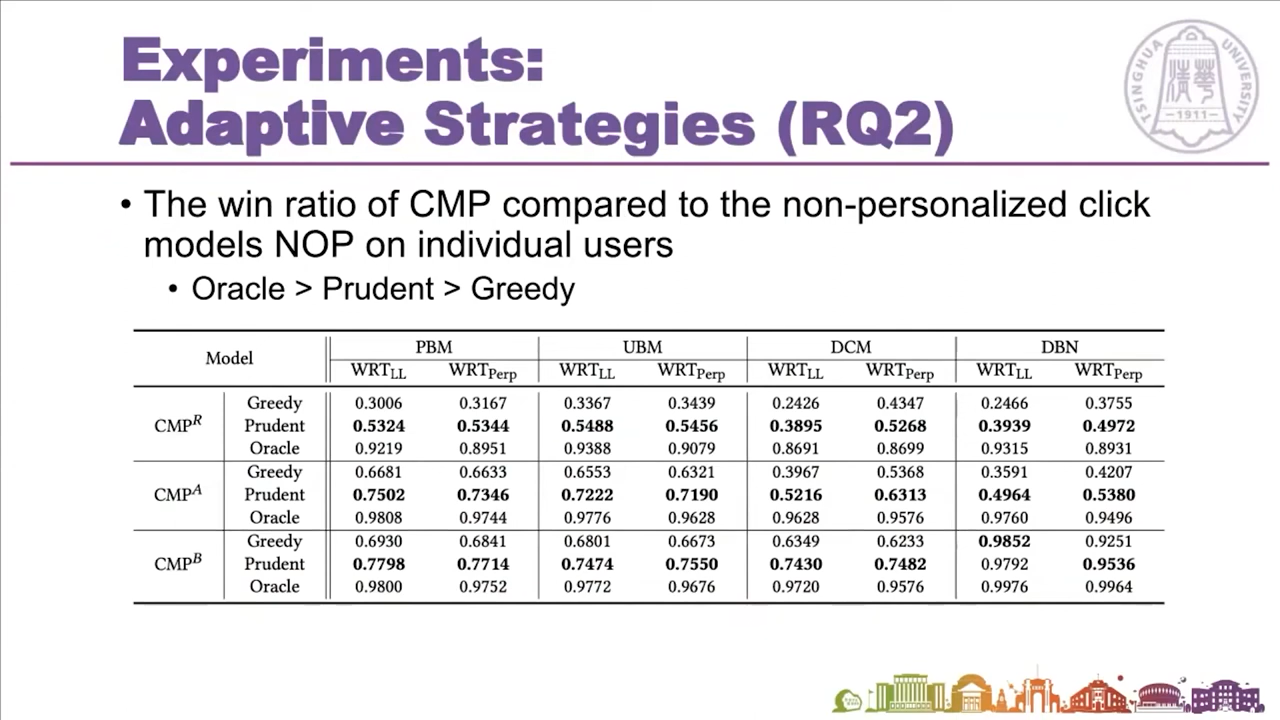 Experiments:
Adaptive Strategies (RQ2)
TSINGHUA UNIVERSITY
清華
1911
• The win ratio of CMP compared to the non-personalized click
models NOP on individual users
• Oracle > Prudent > Greedy
Model PBM UBM DCM DBN
WRT_LL WRT_Perp WRT_LL WRT_Perp WRT_LL WRT_Perp WRT_LL WRT_Perp
Greedy 0.3006 0.3167 0.3367 0.3439 0.2426 0.4347 0.2466 0.3755
CMP^R Prudent 0.5324 0.5344 0.5488 0.5456 0.3895 0.5268 0.3939 0.4972
Oracle 0.9219 0.8951 0.9388 0.9079 0.8691 0.8699 0.9315 0.8931
Greedy 0.6681 0.6633 0.6553 0.6321 0.3967 0.5368 0.3591 0.4207
CMP^A Prudent 0.7502 0.7346 0.7222 0.7190 0.5216 0.6313 0.4964 0.5380
Oracle 0.9808 0.9744 0.9776 0.9628 0.9628 0.9576 0.9760 0.9496
Greedy 0.6930 0.6841 0.6801 0.6673 0.6349 0.6233 0.9852 0.9251
CMP^B Prudent 0.7798 0.7714 0.7474 0.7550 0.7430 0.7482 0.9792 0.9536
Oracle 0.9800 0.9752 0.9772 0.9676 0.9720 0.9576 0.9976 0.9964